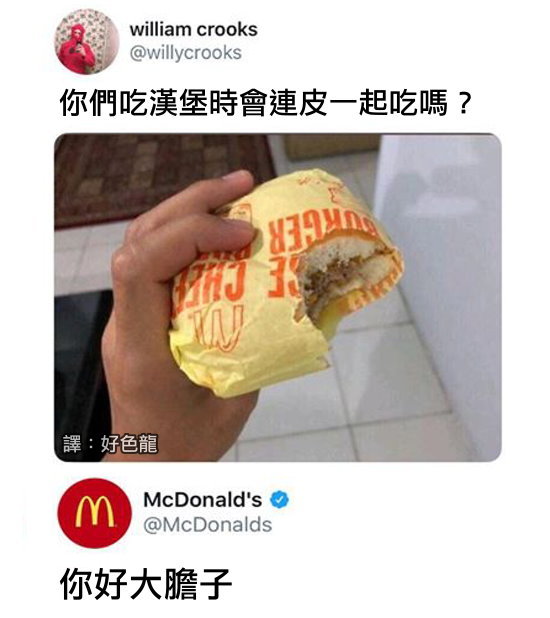 william crooks
@willycrooks
你們吃漢堡時會連皮一起吃嗎？
BURGER
CHEE
譯：好色龍
McDonald's
@McDonalds
你好大膽子